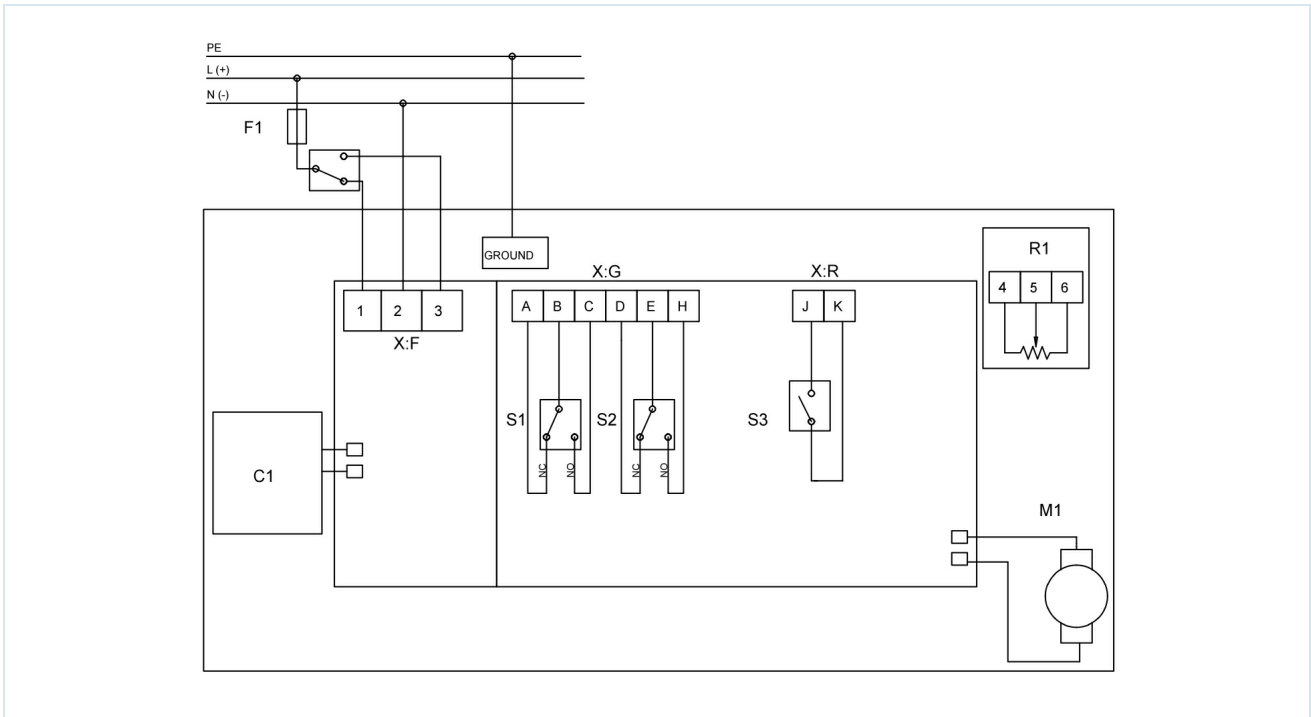 PE
L (+)
N (-)
F1
GROUND
X:G
X:R
R1
1 2 3
A B C D E H
J K
4 5 6
X:F
S1
S2
S3
NC
NO
NC
NO
C1
M1